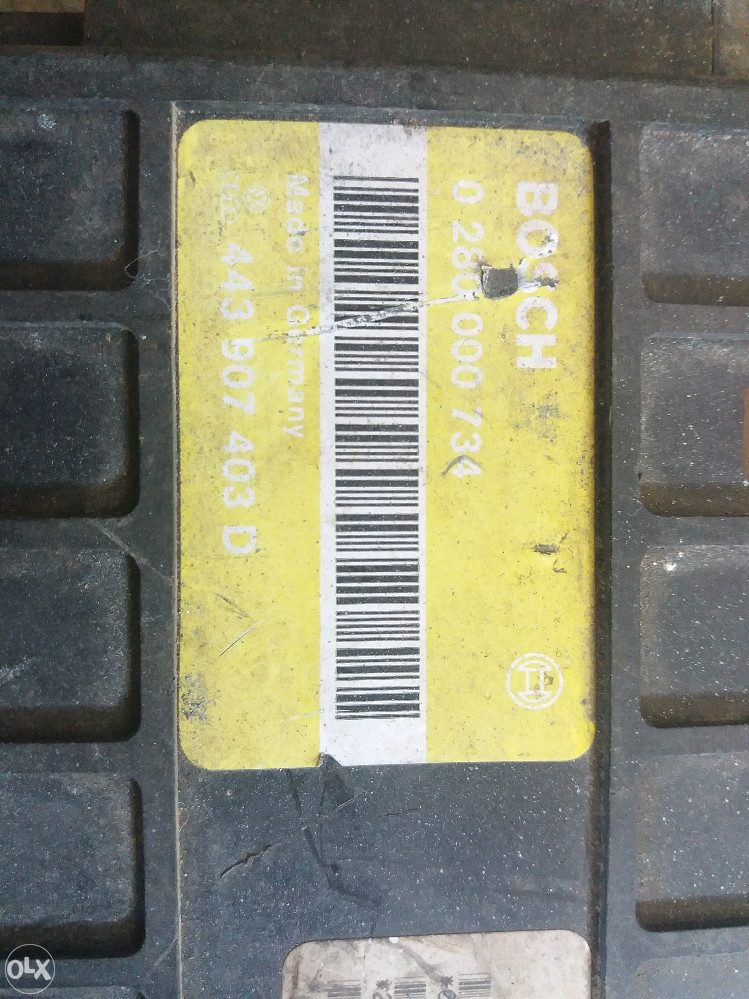 BOSCH
0 280 000 734
Made in Germany
443 907 403 D
OLX